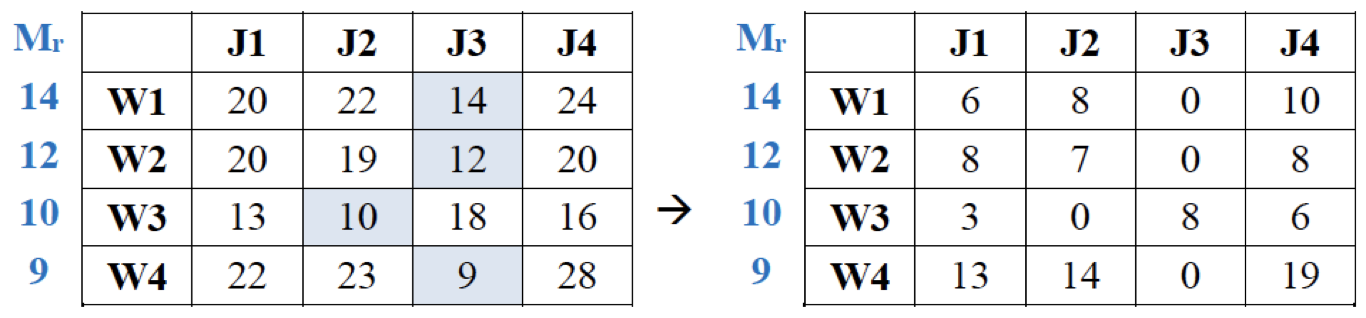 Mr J1 J2 J3 J4 Mr J1 J2 J3 J4
14 W1 20 22 14 24 14 W1 6 8 0 10
12 W2 20 19 12 20 12 W2 8 7 0 8
10 W3 13 10 18 16 → 10 W3 3 0 8 6
9 W4 22 23 9 28 9 W4 13 14 0 19